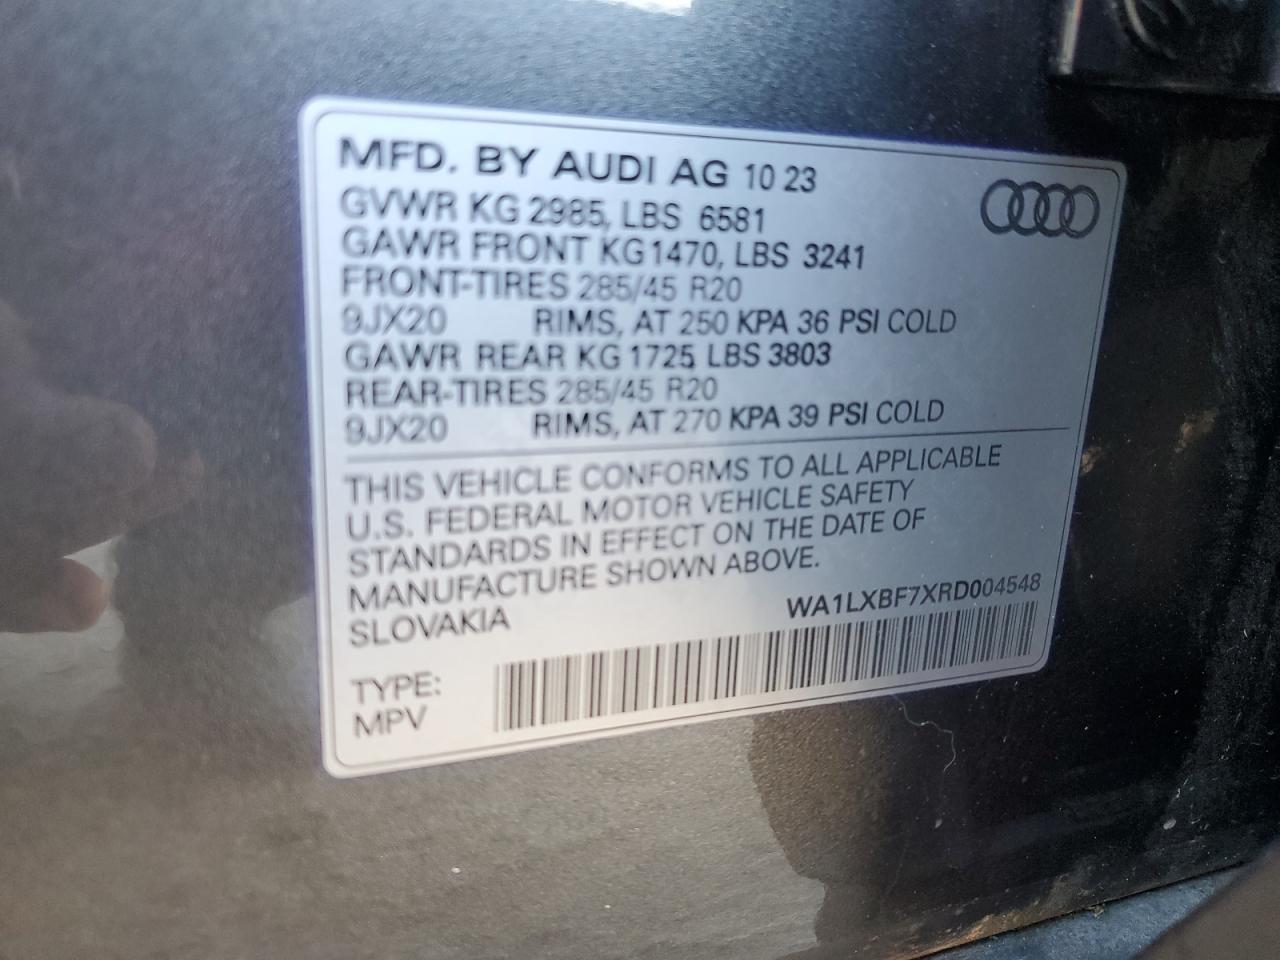 MFD. BY AUDI AG 10 23
GVWR KG 2985, LBS 6581
GAWR FRONT KG 1470, LBS 3241
FRONT-TIRES 285/45 R20
9JX20 RIMS, AT 250 KPA 36 PSI COLD
GAWR REAR KG 1725 LBS 3803
REAR-TIRES 285/45 R20
9JX20 RIMS, AT 270 KPA 39 PSI COLD
THIS VEHICLE CONFORMS TO ALL APPLICABLE
U.S. FEDERAL MOTOR VEHICLE SAFETY
STANDARDS IN EFFECT ON THE DATE OF
MANUFACTURE SHOWN ABOVE.
SLOVAKIA
WA1LXBF7XRD004548
TYPE:
MPV